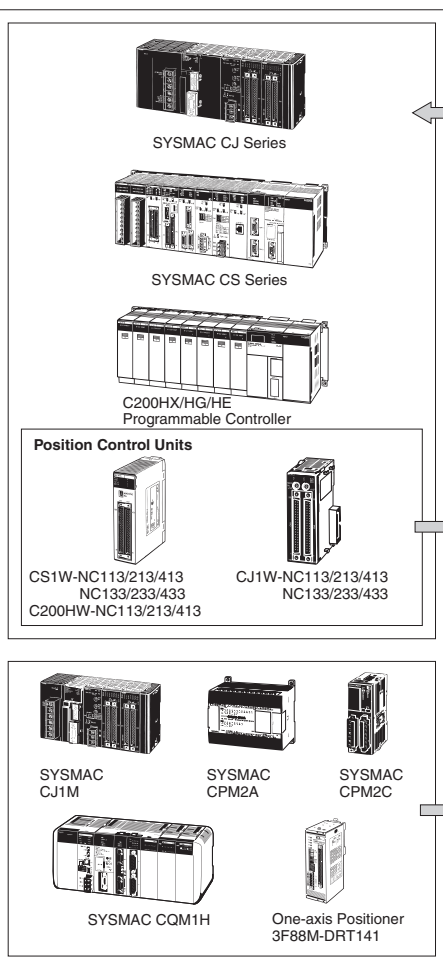 SYSMAC CJ Series
SYSMAC CS Series
C200HX/HG/HE
Programmable Controller
Position Control Units
CS1W-NC113/213/413
NC133/233/433
C200HW-NC113/213/413
CJ1W-NC113/213/413
NC133/233/433
SYSMAC
CJ1M
SYSMAC
CPM2A
SYSMAC
CPM2C
SYSMAC CQM1H
One-axis Positioner
3F88M-DRT141